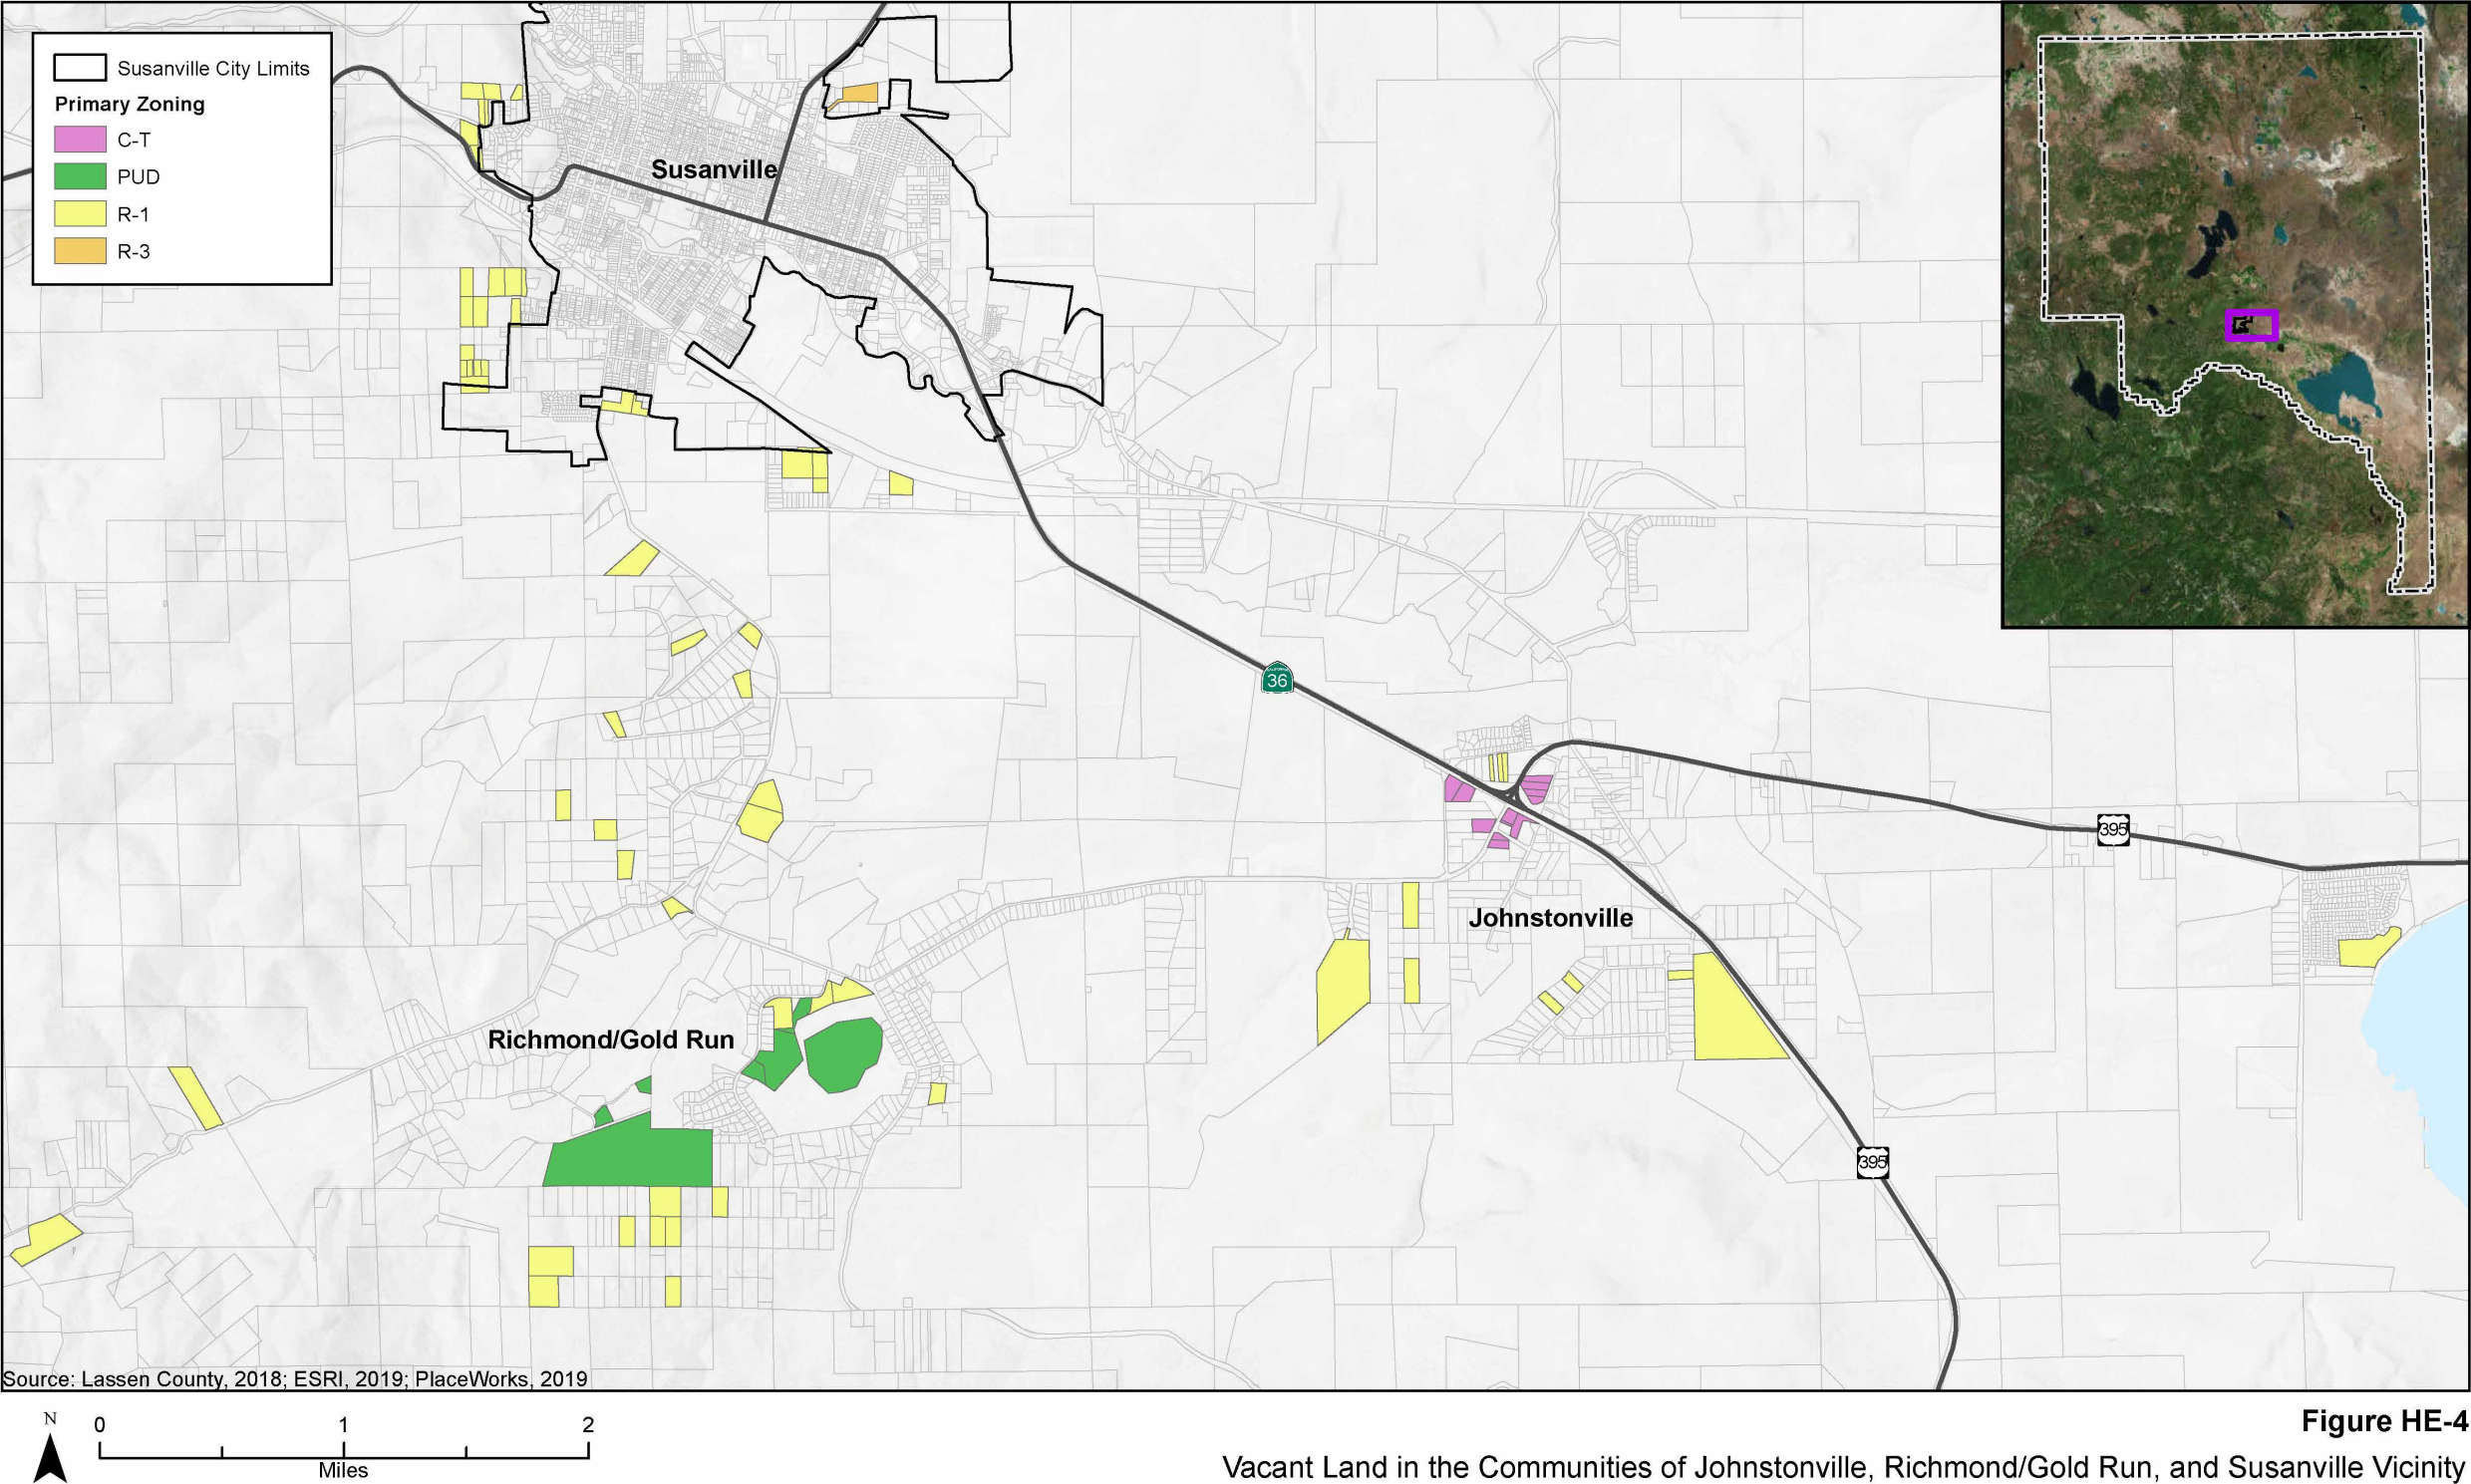 Susanville City Limits
Primary Zoning
C-T
PUD
R-1
R-3
Susanville
CALIFORNIA
36
395
Johnstonville
Richmond/Gold Run
395
Source: Lassen County, 2018; ESRI, 2019; PlaceWorks, 2019
N
0 1 2
Miles
Figure HE-4
Vacant Land in the Communities of Johnstonville, Richmond/Gold Run, and Susanville Vicinity